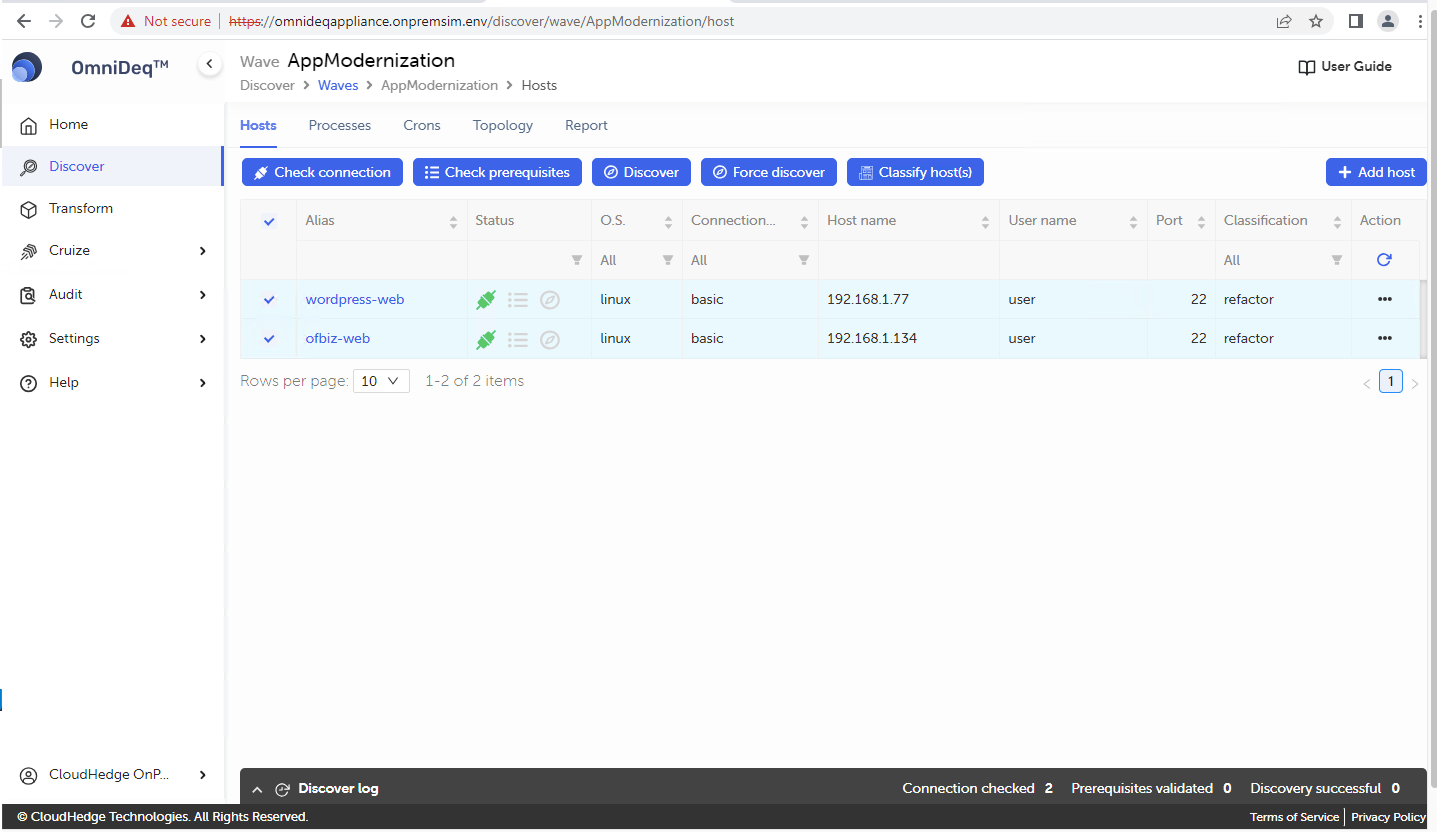 Not secure | https://omnideqappliance.onpremsim.env/discover/wave/AppModernization/host
OmniDeq™
Wave AppModernization
User Guide
Discover > Waves > AppModernization > Hosts
Home
Discover
Transform
Cruize
Audit
Settings
Help
CloudHedge OnP...
Hosts Processes Crons Topology Report
Check connection Check prerequisites Discover Force discover Classify host(s) + Add host
Alias Status O.S. Connection... Host name User name Port Classification Action
All All All
wordpress-web linux basic 192.168.1.77 user 22 refactor •••
ofbiz-web linux basic 192.168.1.134 user 22 refactor •••
Rows per page: 10 1-2 of 2 items < 1 >
Discover log Connection checked 2 Prerequisites validated 0 Discovery successful 0
© CloudHedge Technologies. All Rights Reserved. Terms of Service | Privacy Policy